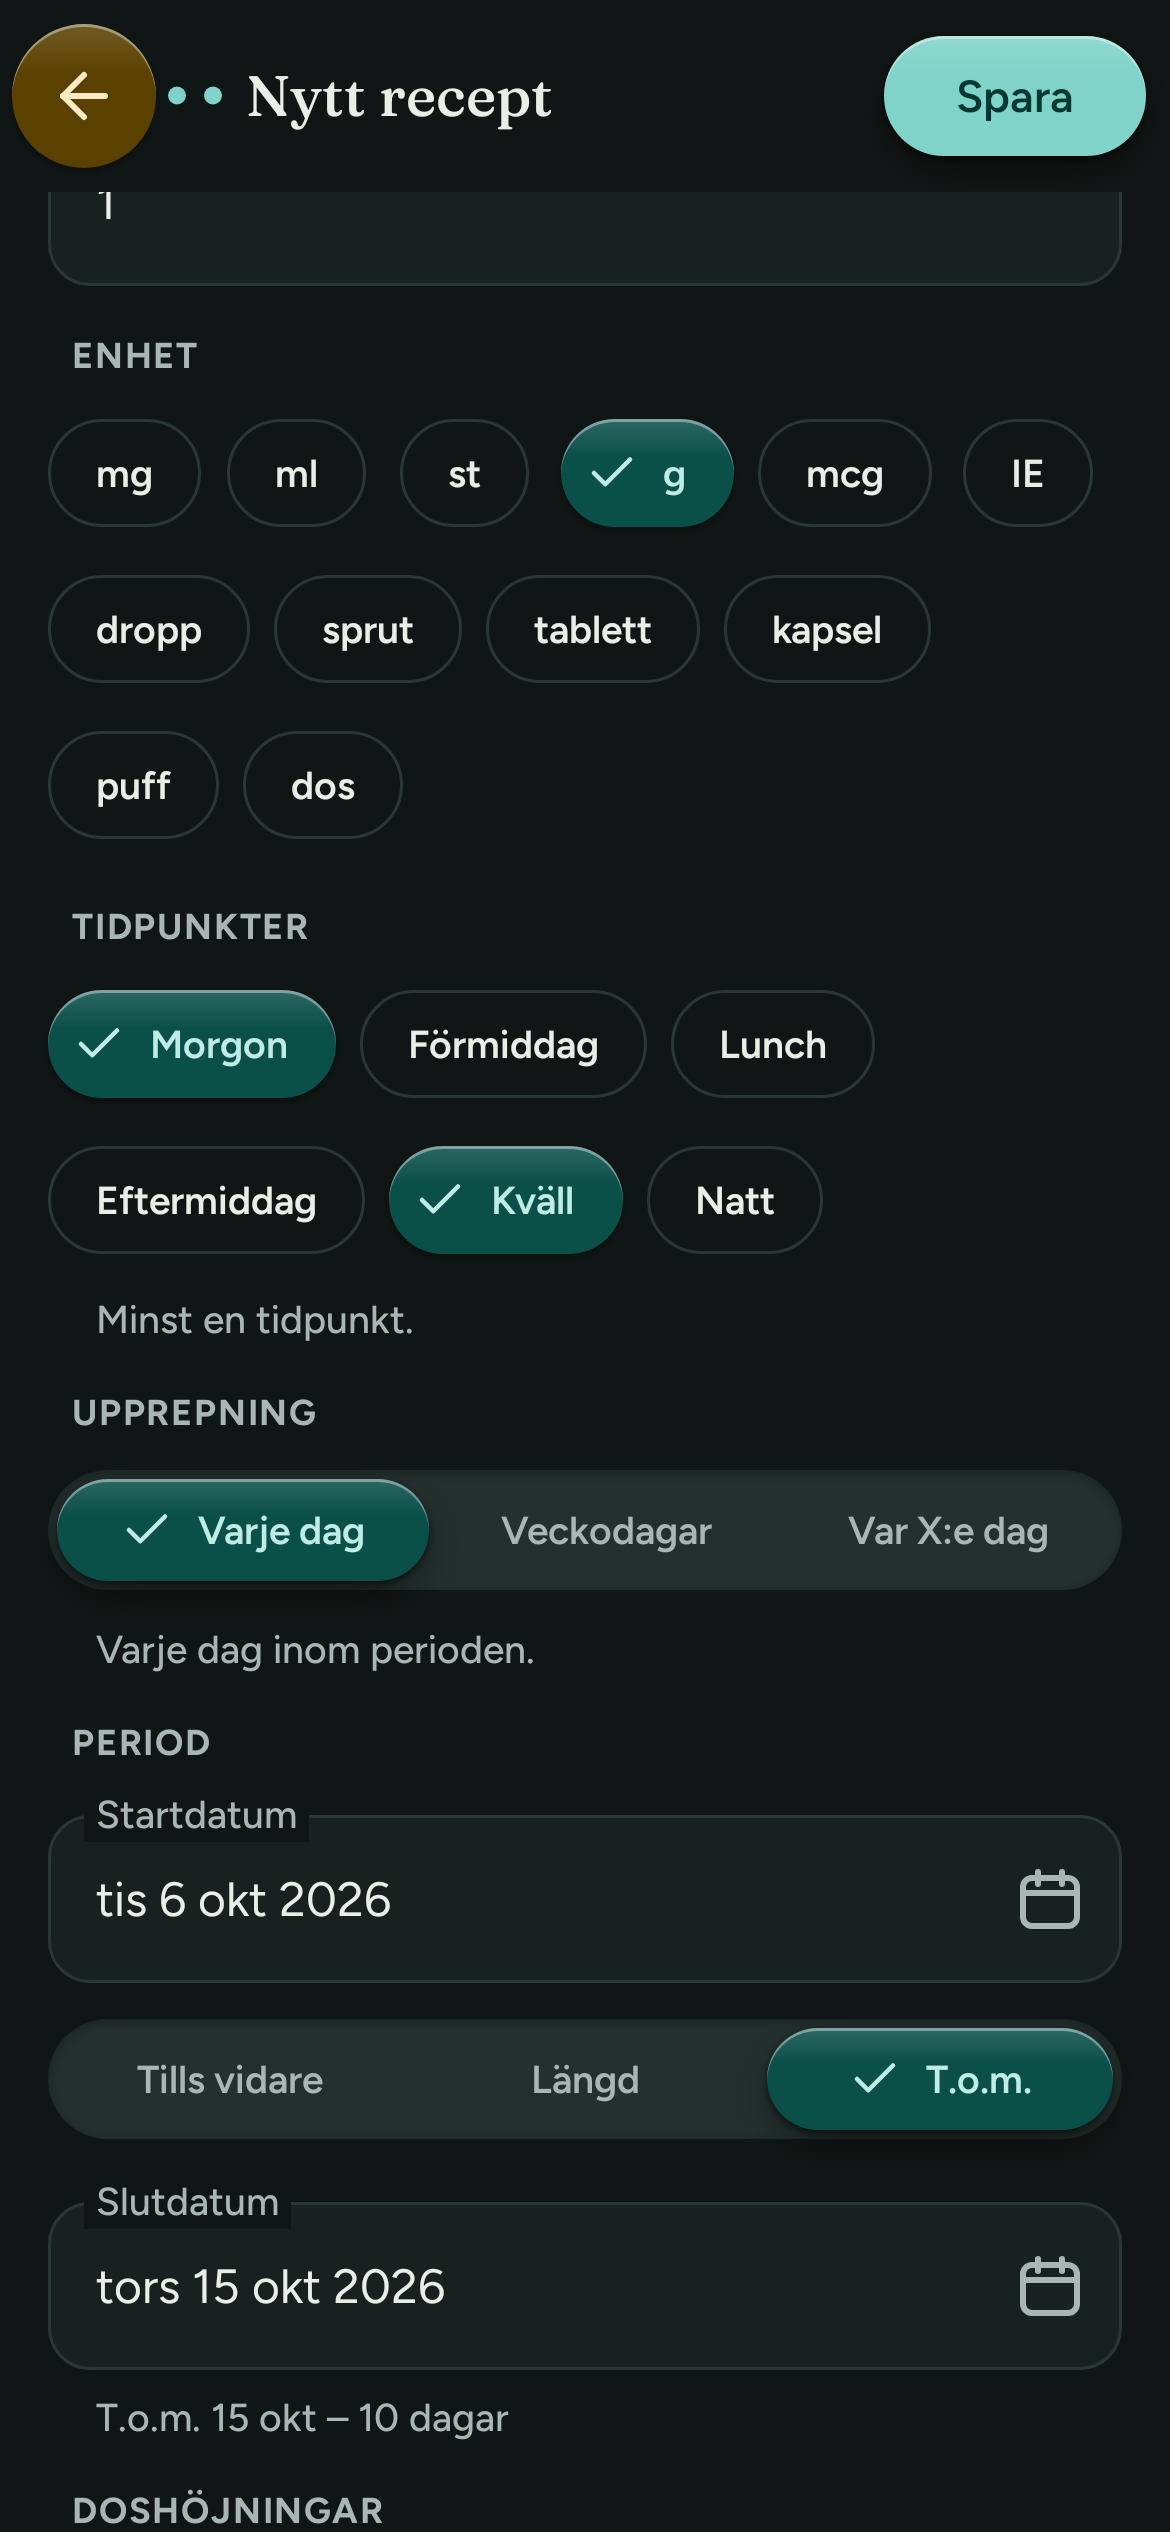 Nytt recept
Spara
1
ENHET
mg ml st g mcg IE
dropp sprut tablett kapsel
puff dos
TIDPUNKTER
Morgon Förmiddag Lunch
Eftermiddag Kväll Natt
Minst en tidpunkt.
UPPREPNING
Varje dag Veckodagar Var X:e dag
Varje dag inom perioden.
PERIOD
Startdatum
tis 6 okt 2026
Tills vidare Längd T.o.m.
Slutdatum
tors 15 okt 2026
T.o.m. 15 okt – 10 dagar
DOSHÖJNINGAR